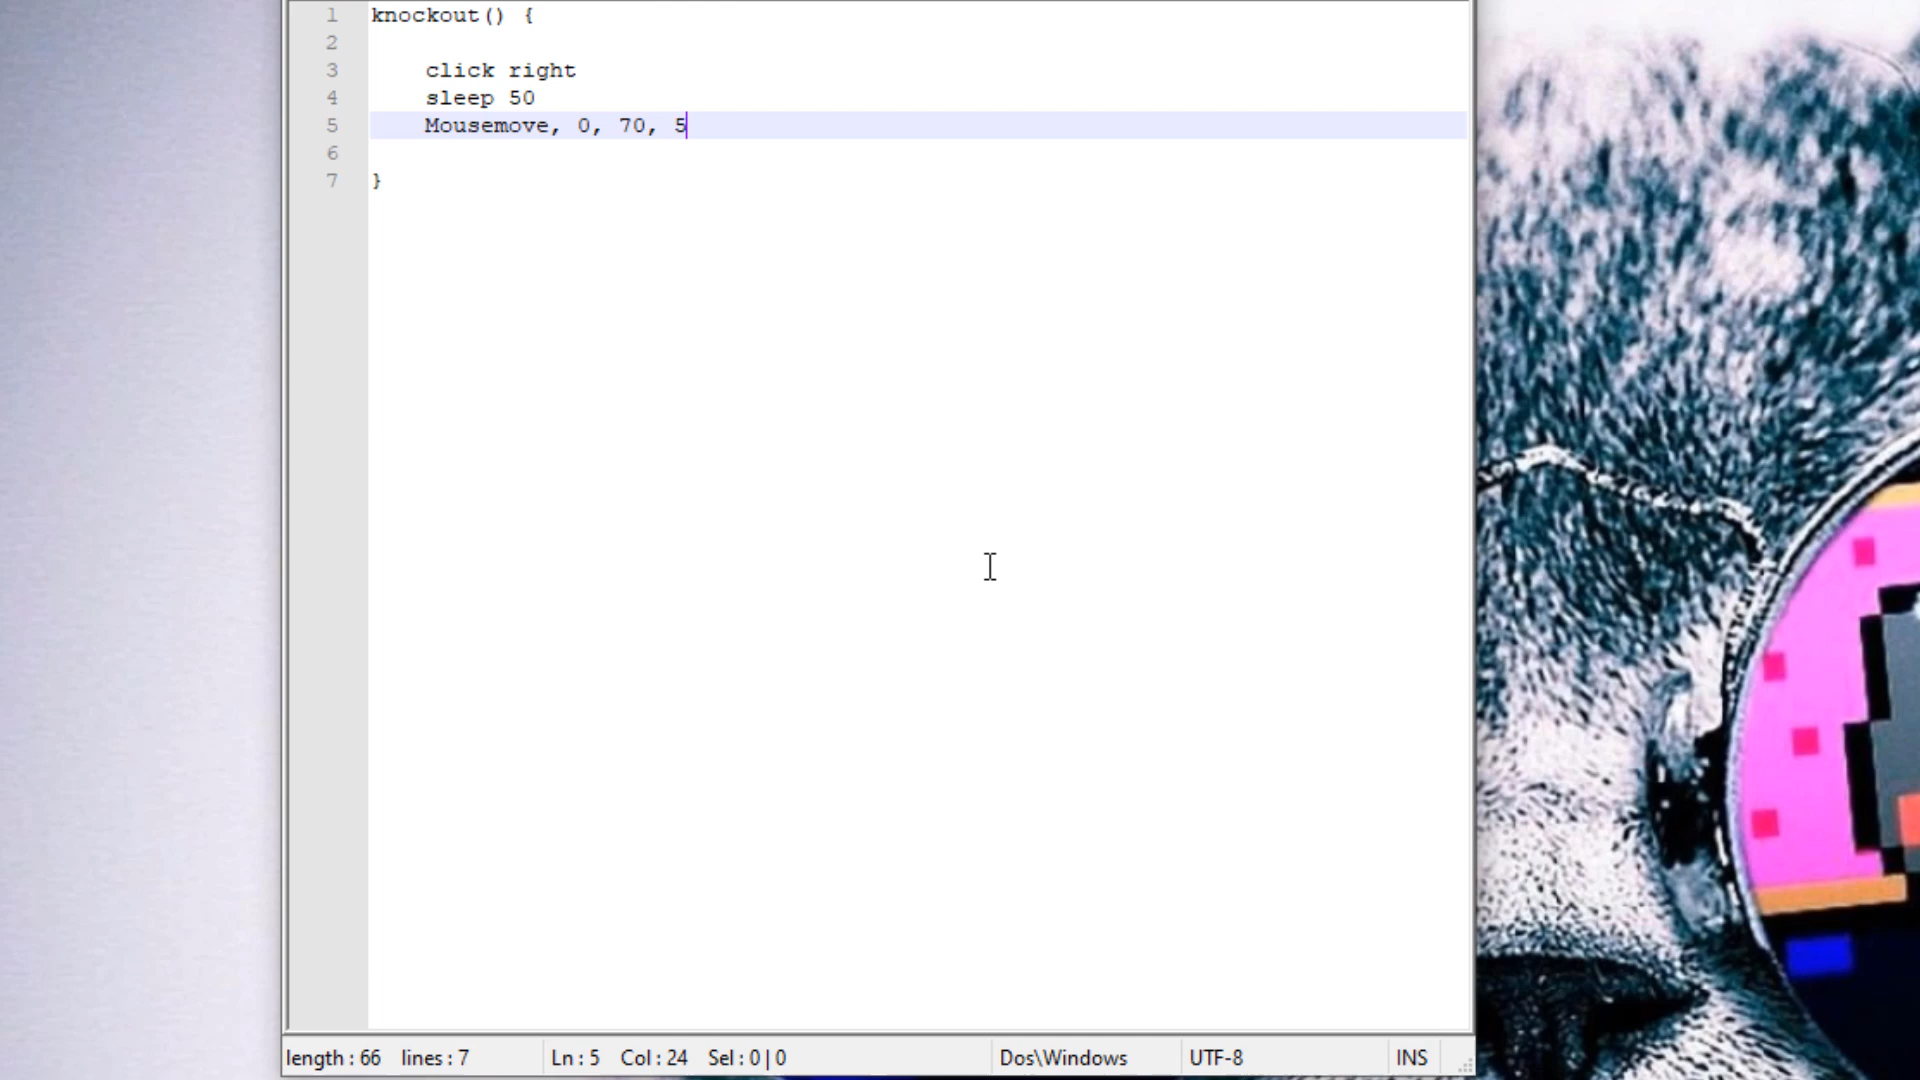 1 knockout() {
2
3 click right
4 sleep 50
5 Mousemove, 0, 70, 5
6
7 }
length : 66 lines : 7 Ln : 5 Col : 24 Sel : 0 | 0 Dos\Windows UTF-8 INS